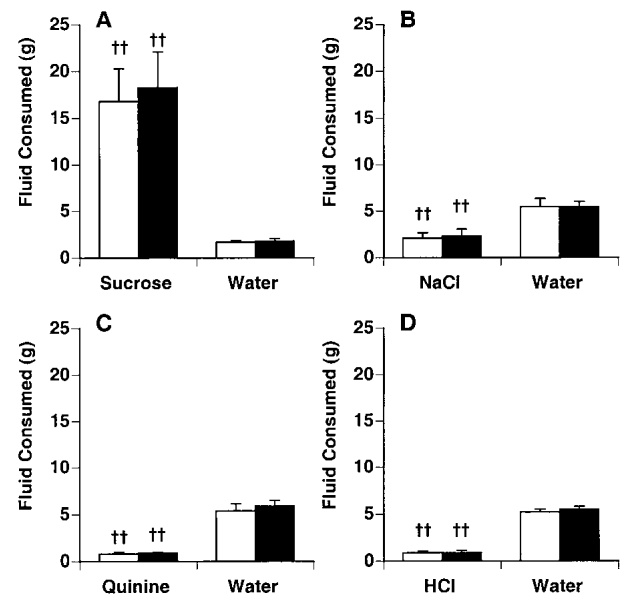 A
Fluid Consumed (g)
25
20
15
10
5
0
††
††
Sucrose
Water
B
Fluid Consumed (g)
25
20
15
10
5
0
††
††
NaCl
Water
C
Fluid Consumed (g)
25
20
15
10
5
0
††
††
Quinine
Water
D
Fluid Consumed (g)
25
20
15
10
5
0
††
††
HCl
Water